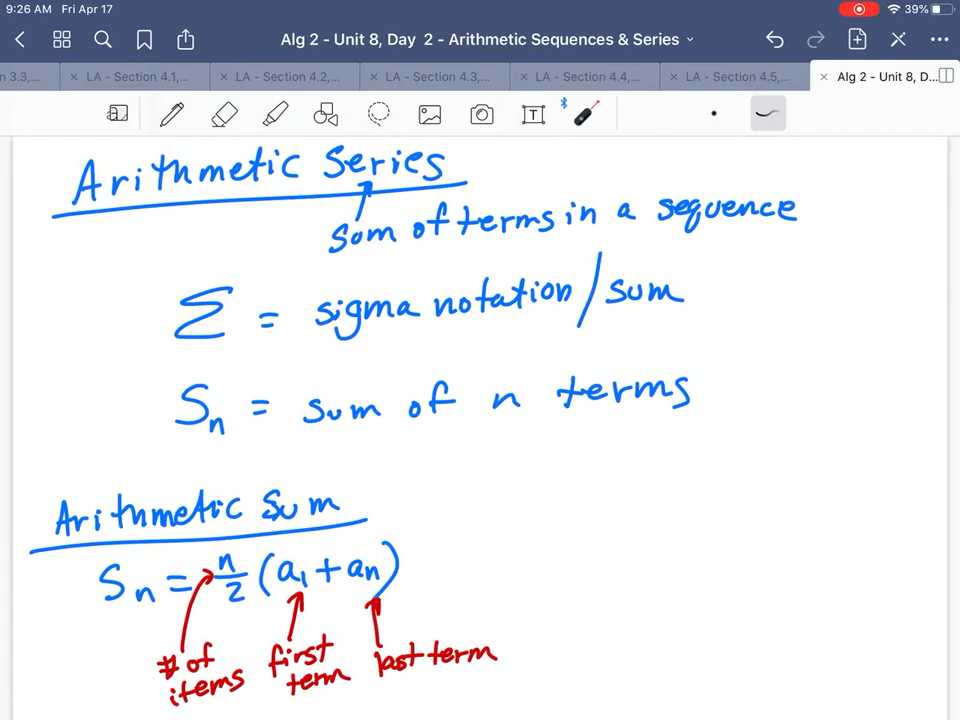 9:26 AM Fri Apr 17
39%
Alg 2 - Unit 8, Day 2 - Arithmetic Sequences & Series
n 3.3,...
LA - Section 4.1,...
LA - Section 4.2,...
LA - Section 4.3,...
LA - Section 4.4,...
LA - Section 4.5,...
Alg 2 - Unit 8, D...
T
Arithmetic Series
sum of terms in a sequence
Σ = sigma notation / sum
Sn = sum of n terms
Arithmetic Sum
Sn = n/2 (a1 + an)
# of items
first term
last term